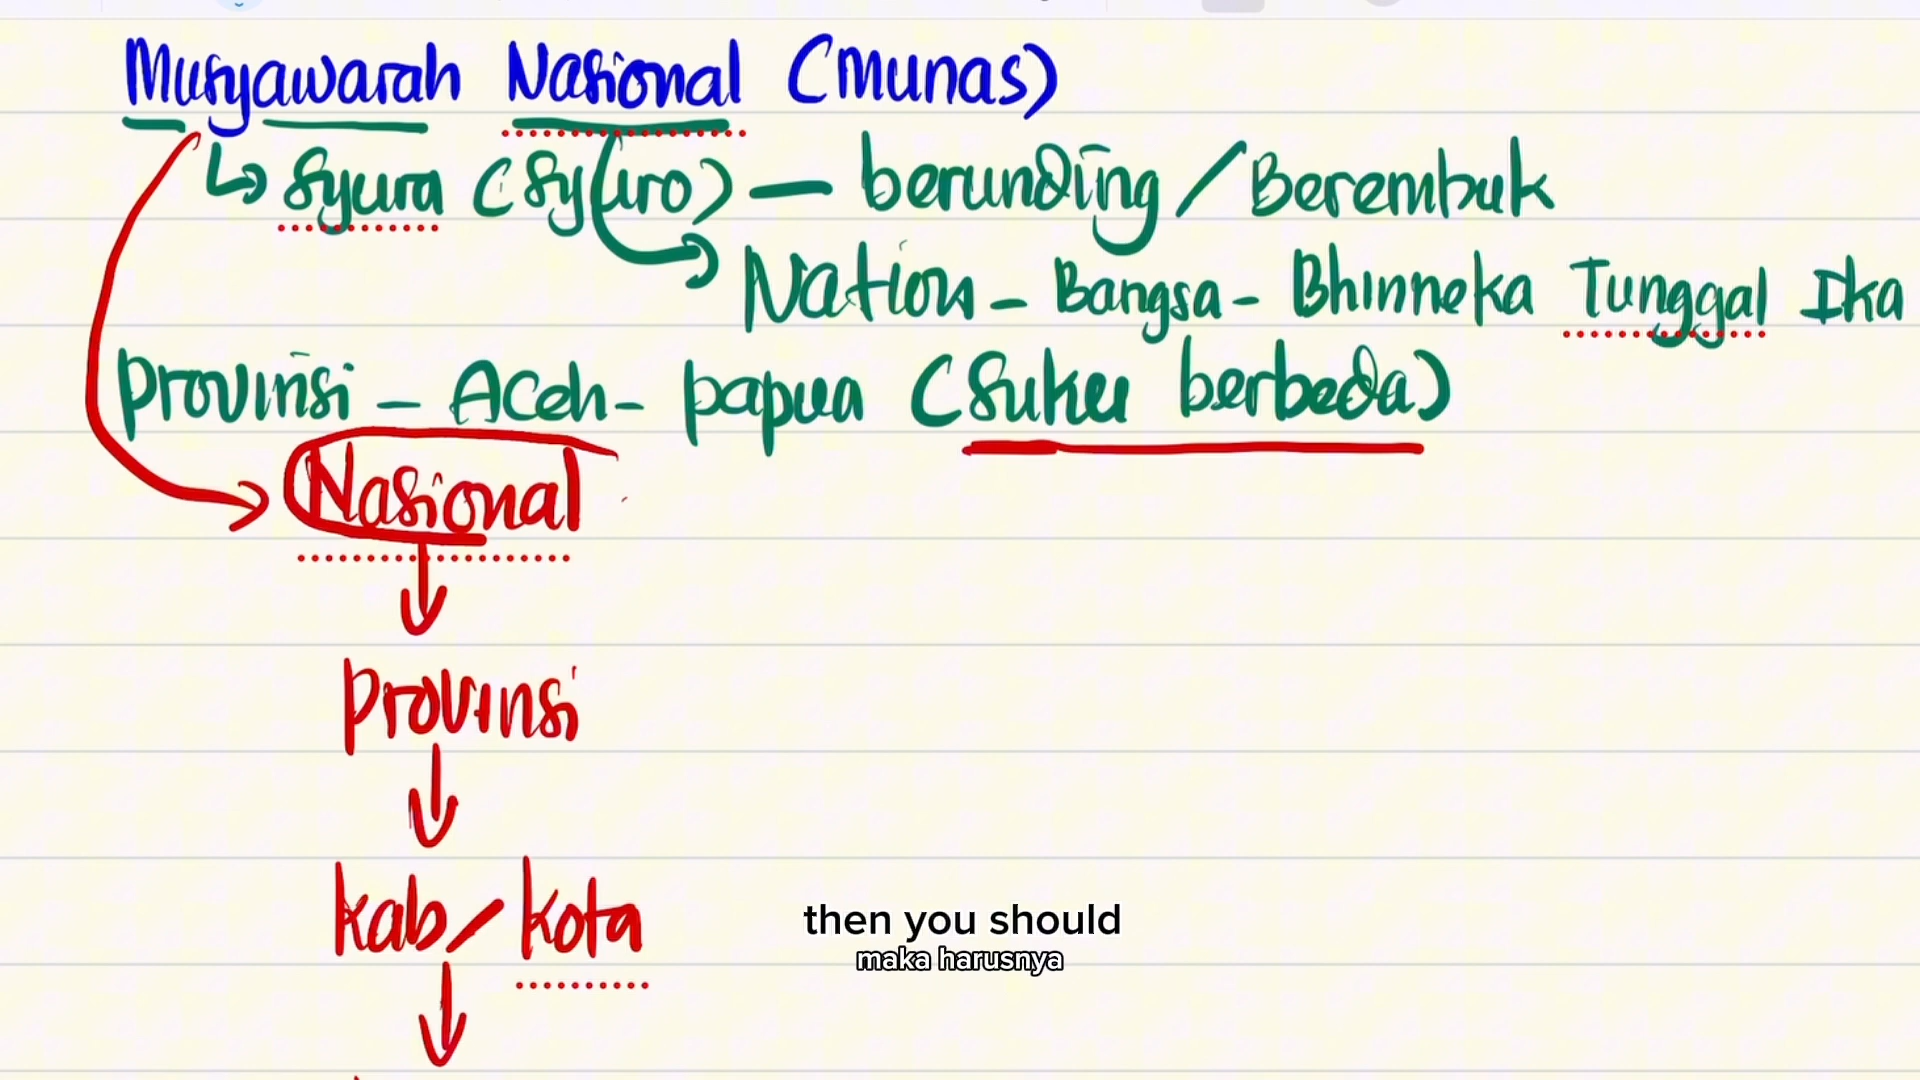 Musyawarah Nasional (Munas)
↳ Syura (Syuro) — berunding / Berembuk
Nation - Bangsa - Bhinneka Tunggal Ika
Provinsi - Aceh - papua (Suku berbeda)
Nasional
↓
Provinsi
↓
kab / kota
↓
then you should
maka harusnya